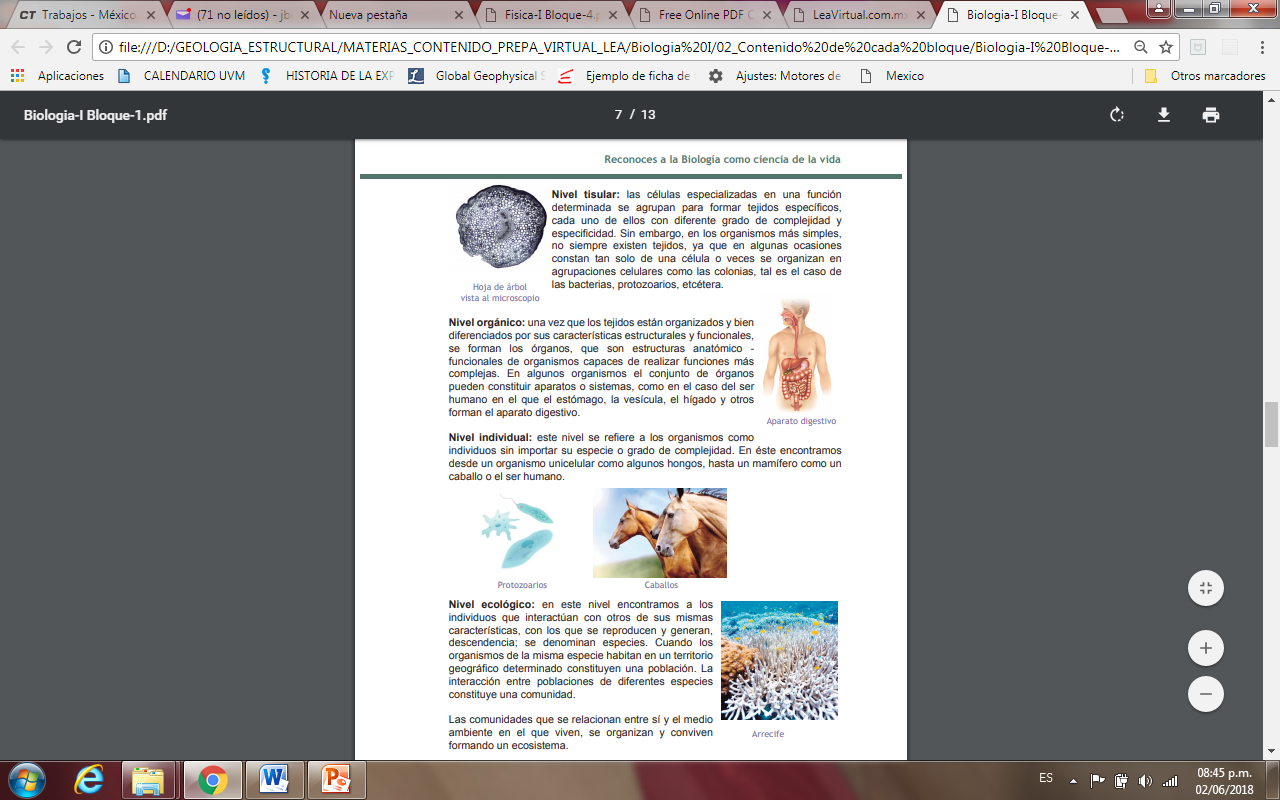 CT Trabajos - México
(71 no leídos) - jb
Nueva pestaña
Fisica-I Bloque-4.p
Free Online PDF C
LeaVirtual.com.mx
Biologia-I Bloque-
file:///D:/GEOLOGIA_ESTRUCTURAL/MATERIAS_CONTENIDO_PREPA_VIRTUAL_LEA/Biologia%20I/02_Contenido%20de%20cada%20bloque/Biologia-I%20Bloque-...
Aplicaciones
CALENDARIO UVM
HISTORIA DE LA EXP
Global Geophysical S
Ejemplo de ficha de
Ajustes: Motores de
Mexico
Otros marcadores
Biologia-I Bloque-1.pdf
7 / 13
Reconoces a la Biología como ciencia de la vida
Nivel tisular: las células especializadas en una función
determinada se agrupan para formar tejidos específicos,
cada uno de ellos con diferente grado de complejidad y
especificidad. Sin embargo, en los organismos más simples,
no siempre existen tejidos, ya que en algunas ocasiones
constan tan solo de una célula o veces se organizan en
agrupaciones celulares como las colonias, tal es el caso de
las bacterias, protozoarios, etcétera.
Hoja de árbol
vista al microscopio
Nivel orgánico: una vez que los tejidos están organizados y bien
diferenciados por sus características estructurales y funcionales,
se forman los órganos, que son estructuras anatómico -
funcionales de organismos capaces de realizar funciones más
complejas. En algunos organismos el conjunto de órganos
pueden constituir aparatos o sistemas, como en el caso del ser
humano en el que el estómago, la vesícula, el hígado y otros
forman el aparato digestivo.
Aparato digestivo
Nivel individual: este nivel se refiere a los organismos como
individuos sin importar su especie o grado de complejidad. En éste encontramos
desde un organismo unicelular como algunos hongos, hasta un mamífero como un
caballo o el ser humano.
Protozoarios
Caballos
Nivel ecológico: en este nivel encontramos a los
individuos que interactúan con otros de sus mismas
características, con los que se reproducen y generan,
descendencia; se denominan especies. Cuando los
organismos de la misma especie habitan en un territorio
geográfico determinado constituyen una población. La
interacción entre poblaciones de diferentes especies
constituye una comunidad.
Las comunidades que se relacionan entre sí y el medio
ambiente en el que viven, se organizan y conviven
formando un ecosistema.
Arrecife
ES
08:45 p.m.
02/06/2018